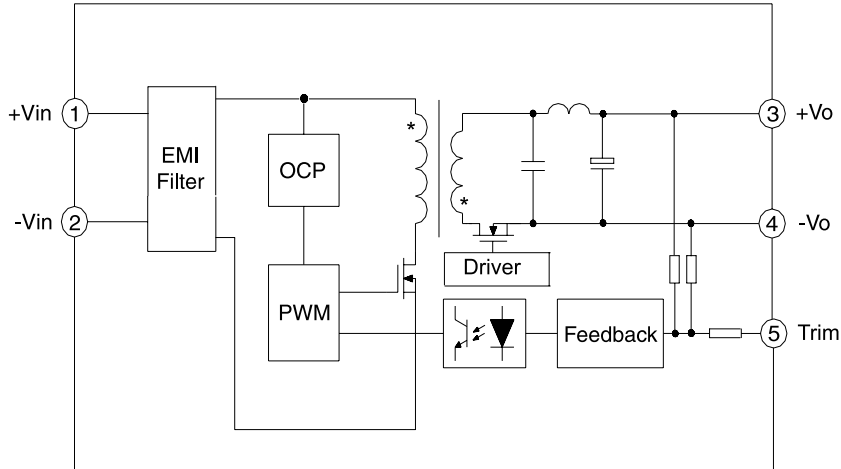 +Vin 1
EMI
Filter
-Vin 2
OCP
PWM
*
*
Driver
Feedback
3 +Vo
4 -Vo
5 Trim